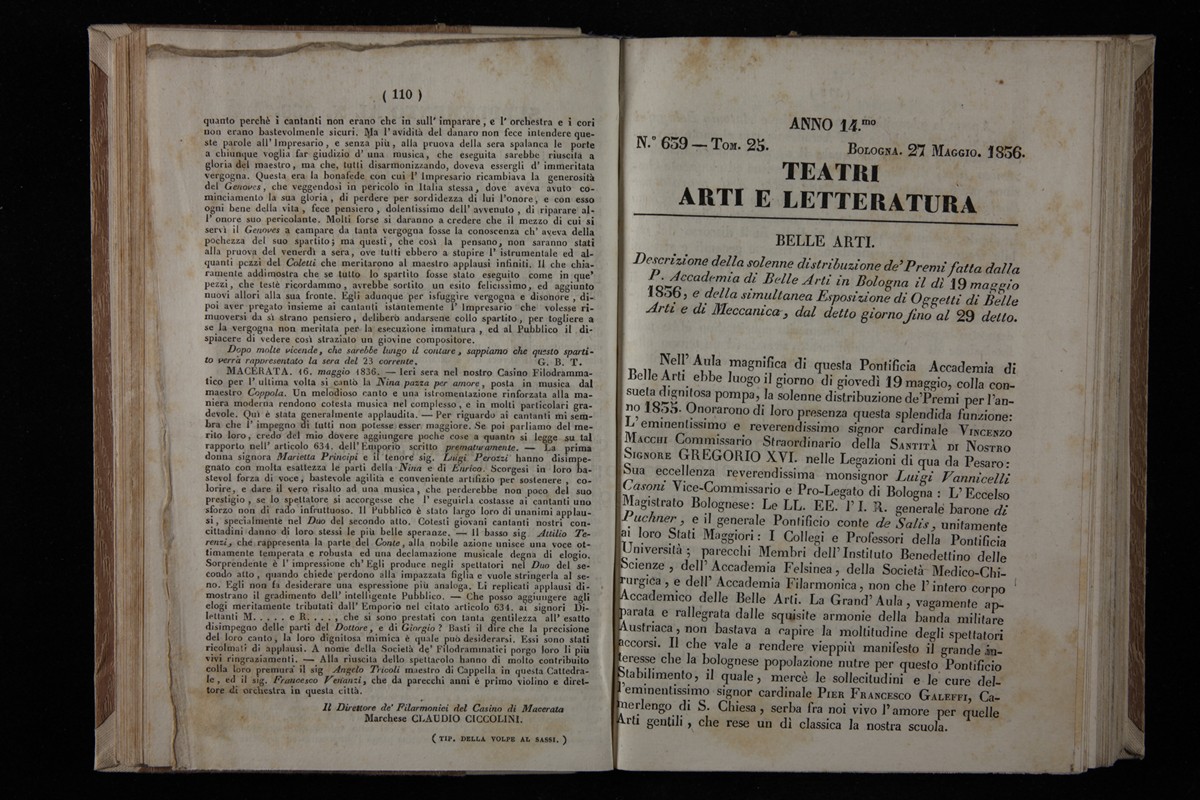 ( 110 )
quanto perchè i cantanti non erano che in sull' imparare, e l' orchestra e i cori
non erano bastevolmente sicuri. Ma l' avidità del danaro non fece intendere que-
ste parole all' Impresario, e senza più, alla pruova della sera spalanca le porte
a chiunque voglia far giudizio d' una musica, che eseguita sarebbe riuscita a
gloria del maestro, ma che, tutti disarmonizzando, doveva essergli d' immeritata
vergogna. Questa era la bonafede con cui l' Impresario ricambiava la generosità
del Genoves, che veggendosi in pericolo in Italia stessa, dove aveva avuto co-
minciamento la sua gloria, di perdere per sordidezza di lui l'onore, e con esso
ogni bene della vita, fece pensiero, dolentissimo dell' avvenuto, di riparare al-
l' onore suo pericolante. Molti forse si daranno a credere che il mezzo di cui si
servì il Genoves a campare da tanta vergogna fosse la conoscenza ch' aveva della
pochezza del suo spartito; ma questi, che così la pensano, non saranno stati
alla pruova del venerdì a sera, ove tutti ebbero a stupire l' istrumentale ed al-
quanti pezzi del Coletti che meritarono al maestro applausi infiniti. Il che chia-
ramente addimostra che se tutto lo spartito fosse stato eseguito come in que'
pezzi, che testè ricordammo, avrebbe sortito un esito felicissimo, ed aggiunto
nuovi allori alla sua fronte. Egli adunque per isfuggire vergogna e disonore, di-
poi aver pregato insieme ai cantanti istantemente l' Impresario che volesse ri-
muoversi da sì strano pensiero, deliberò andarsene collo spartito, per togliere a
se la vergogna non meritata per la esecuzione immatura, ed al Pubblico il di-
spiacere di vedere così straziato un giovine compositore.
Dopo molte vicende, che sarebbe lungo il contare, sappiamo che questo sparti-
to verrà rapporesentato la sera del 23 corrente. G. B. T.
MACERATA. 16. maggio 1836. — Ieri sera nel nostro Casino Filodramma-
tico per l' ultima volta si cantò la Nina pazza per amore, posta in musica dal
maestro Coppola. Un melodioso canto e una istromentazione rinforzata alla ma-
niera moderna rendono cotesta musica nel complesso, e in molti particolari gra-
devole. Quì è stata generalmente applaudita. — Per riguardo ai cantanti mi sem-
bra che l' impegno di tutti non potesse esser maggiore. Se poi parliamo del me-
rito loro, credo del mio dovere aggiungere poche cose a quanto si legge su tal
rapporto nell' articolo 634. dell' Emporio scritto prematuramente. — La prima
donna signora Marietta Principi e il tenore sig. Luigi Perozzi hanno disimpe-
gnato con molta esattezza le parti della Nina e di Enrico. Scorgesi in loro ba-
stevol forza di voce, bastevole agilità e conveniente artifizio per sostenere, co-
lorire, e dare il vero risalto ad una musica, che perderebbe non poco del suo
prestigio, se lo spettatore si accorgesse che l' eseguirla costasse ai cantanti uno
sforzo non di rado infruttuoso. Il Pubblico è stato largo loro di unanimi applau-
si, specialmente nel Duo del secondo atto. Cotesti giovani cantanti nostri con-
cittadini danno di loro stessi le più belle speranze. — Il basso sig. Attilio Te-
renzi, che rappresenta la parte del Conte, alla nobile azione unisce una voce ot-
timamente temperata e robusta ed una declamazione musicale degna di elogio.
Sorprendente è l' impressione ch' Egli produce negli spettatori nel Duo del se-
condo atto, quando chiede perdono alla impazzata figlia e vuole stringerla al se-
no. Egli non fa desiderare una espressione più analoga. Li replicati applausi di-
mostrano il gradimento dell' intelligente Pubblico. — Che posso aggiungere agli
elogi meritamente tributati dall' Emporio nel citato articolo 634. ai signori Di-
lettanti M. . . . . e R. . . . , che si sono prestati con tanta gentilezza all' esatto
disimpegno delle parti del Dottore, e di Giorgio? Basti il dire che la precisione
del loro canto, la loro dignitosa mimica è quale può desiderarsi. Essi sono stati
ricolmati di applausi. A nome della Società de' Filodrammatici porgo loro li più
vivi ringraziamenti. — Alla riuscita dello spettacolo hanno di molto contribuito
colla loro premura il sig Angelo Tricoli maestro di Cappella in questa Cattedra-
le, ed il sig. Francesco Venanzi, che da parecchi anni è primo violino e diret-
tore di orchestra in questa città.
Il Direttore de' Filarmonici del Casino di Macerata
Marchese CLAUDIO CICCOLINI.
( TIP. DELLA VOLPE AL SASSI. )
ANNO 14.mo
N.° 639 — TOM. 25. BOLOGNA. 27 MAGGIO. 1836.
TEATRI
ARTI E LETTERATURA
BELLE ARTI.
Descrizione della solenne distribuzione de' Premi fatta dalla
P. Accademia di Belle Arti in Bologna il dì 19 maggio
1836, e della simultanea Esposizione di Oggetti di Belle
Arti e di Meccanica, dal detto giorno fino al 29 detto.
Nell' Aula magnifica di questa Pontificia Accademia di
Belle Arti ebbe luogo il giorno di giovedì 19 maggio, colla con-
sueta dignitosa pompa, la solenne distribuzione de' Premi per l'an-
no 1835. Onorarono di loro presenza questa splendida funzione:
L' eminentissimo e reverendissimo signor cardinale VINCENZO
MACCHI Commissario Straordinario della SANTITÀ DI NOSTRO
SIGNORE GREGORIO XVI. nelle Legazioni di qua da Pesaro:
Sua eccellenza reverendissima monsignor Luigi Vannicelli
Casoni Vice-Commissario e Pro-Legato di Bologna: L' Eccelso
Magistrato Bolognese: Le LL. EE. l' I. R. generale barone di
Puchner, e il generale Pontificio conte de Salis, unitamente
ai loro Stati Maggiori: I Collegi e Professori della Pontificia
Università; parecchi Membri dell' Instituto Benedettino delle
Scienze, dell' Accademia Felsinea, della Società Medico-Chi-
rurgica, e dell' Accademia Filarmonica, non che l' intero corpo
Accademico delle Belle Arti. La Grand' Aula, vagamente ap-
parata e rallegrata dalle squisite armonie della banda militare
Austriaca, non bastava a capire la moltitudine degli spettatori
accorsi. Il che vale a rendere vieppiù manifesto il grande in-
teresse che la bolognese popolazione nutre per questo Pontificio
Stabilimento, il quale, mercè le sollecitudini e le cure del-
l'eminentissimo signor cardinale PIER FRANCESCO GALEFFI, Ca-
merlengo di S. Chiesa, serba fra noi vivo l'amore per quelle
Arti gentili, che rese un dì classica la nostra scuola.